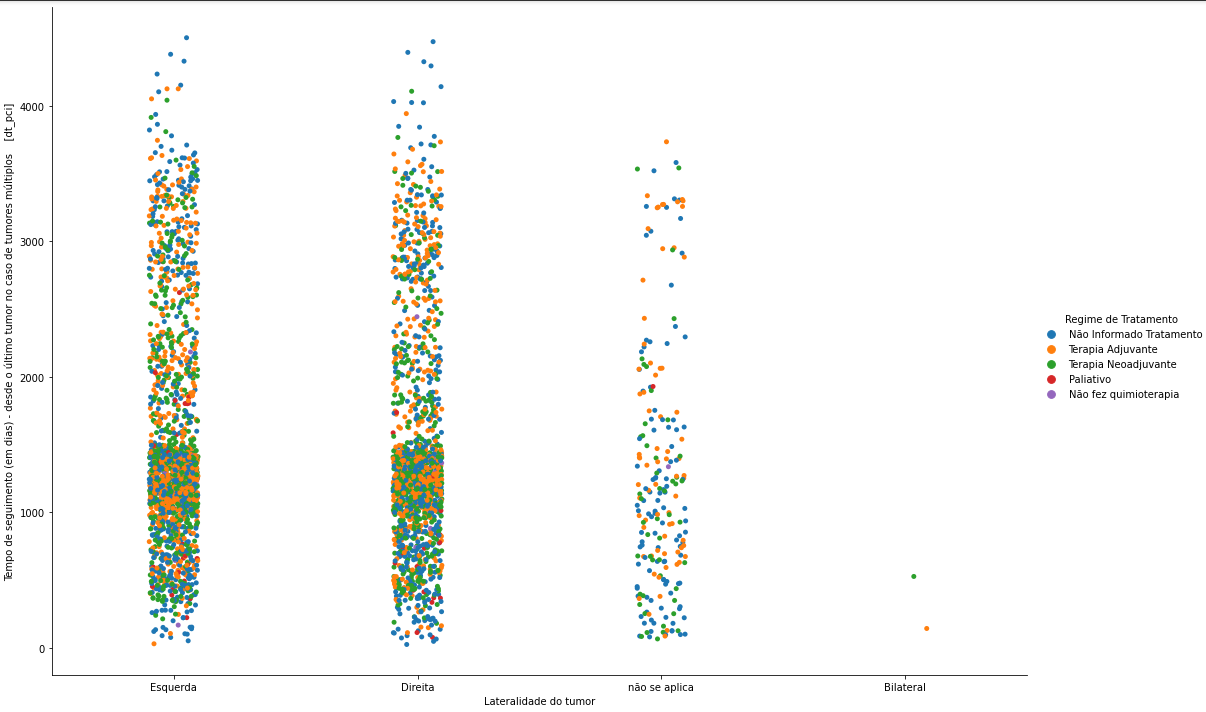 Tempo de seguimento (em dias) - desde o último tumor no caso de tumores múltiplos [dt_pci]
4000
3000
2000
1000
0
Esquerda
Direita
não se aplica
Bilateral
Lateralidade do tumor
Regime de Tratamento
Não Informado Tratamento
Terapia Adjuvante
Terapia Neoadjuvante
Paliativo
Não fez quimioterapia